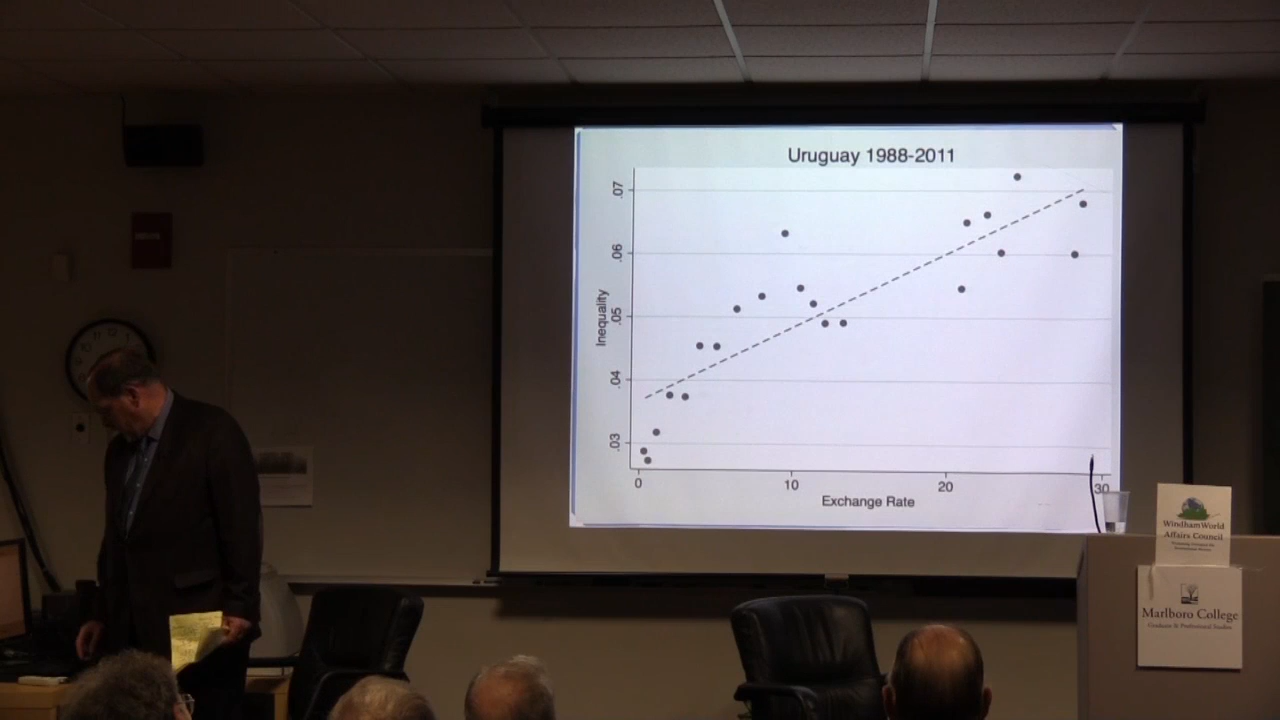 Uruguay 1988-2011
.07
.06
.05
.04
.03
Inequality
0 10 20 30
Exchange Rate
Windham World
Affairs Council
Marlboro College
Graduate & Professional Studies